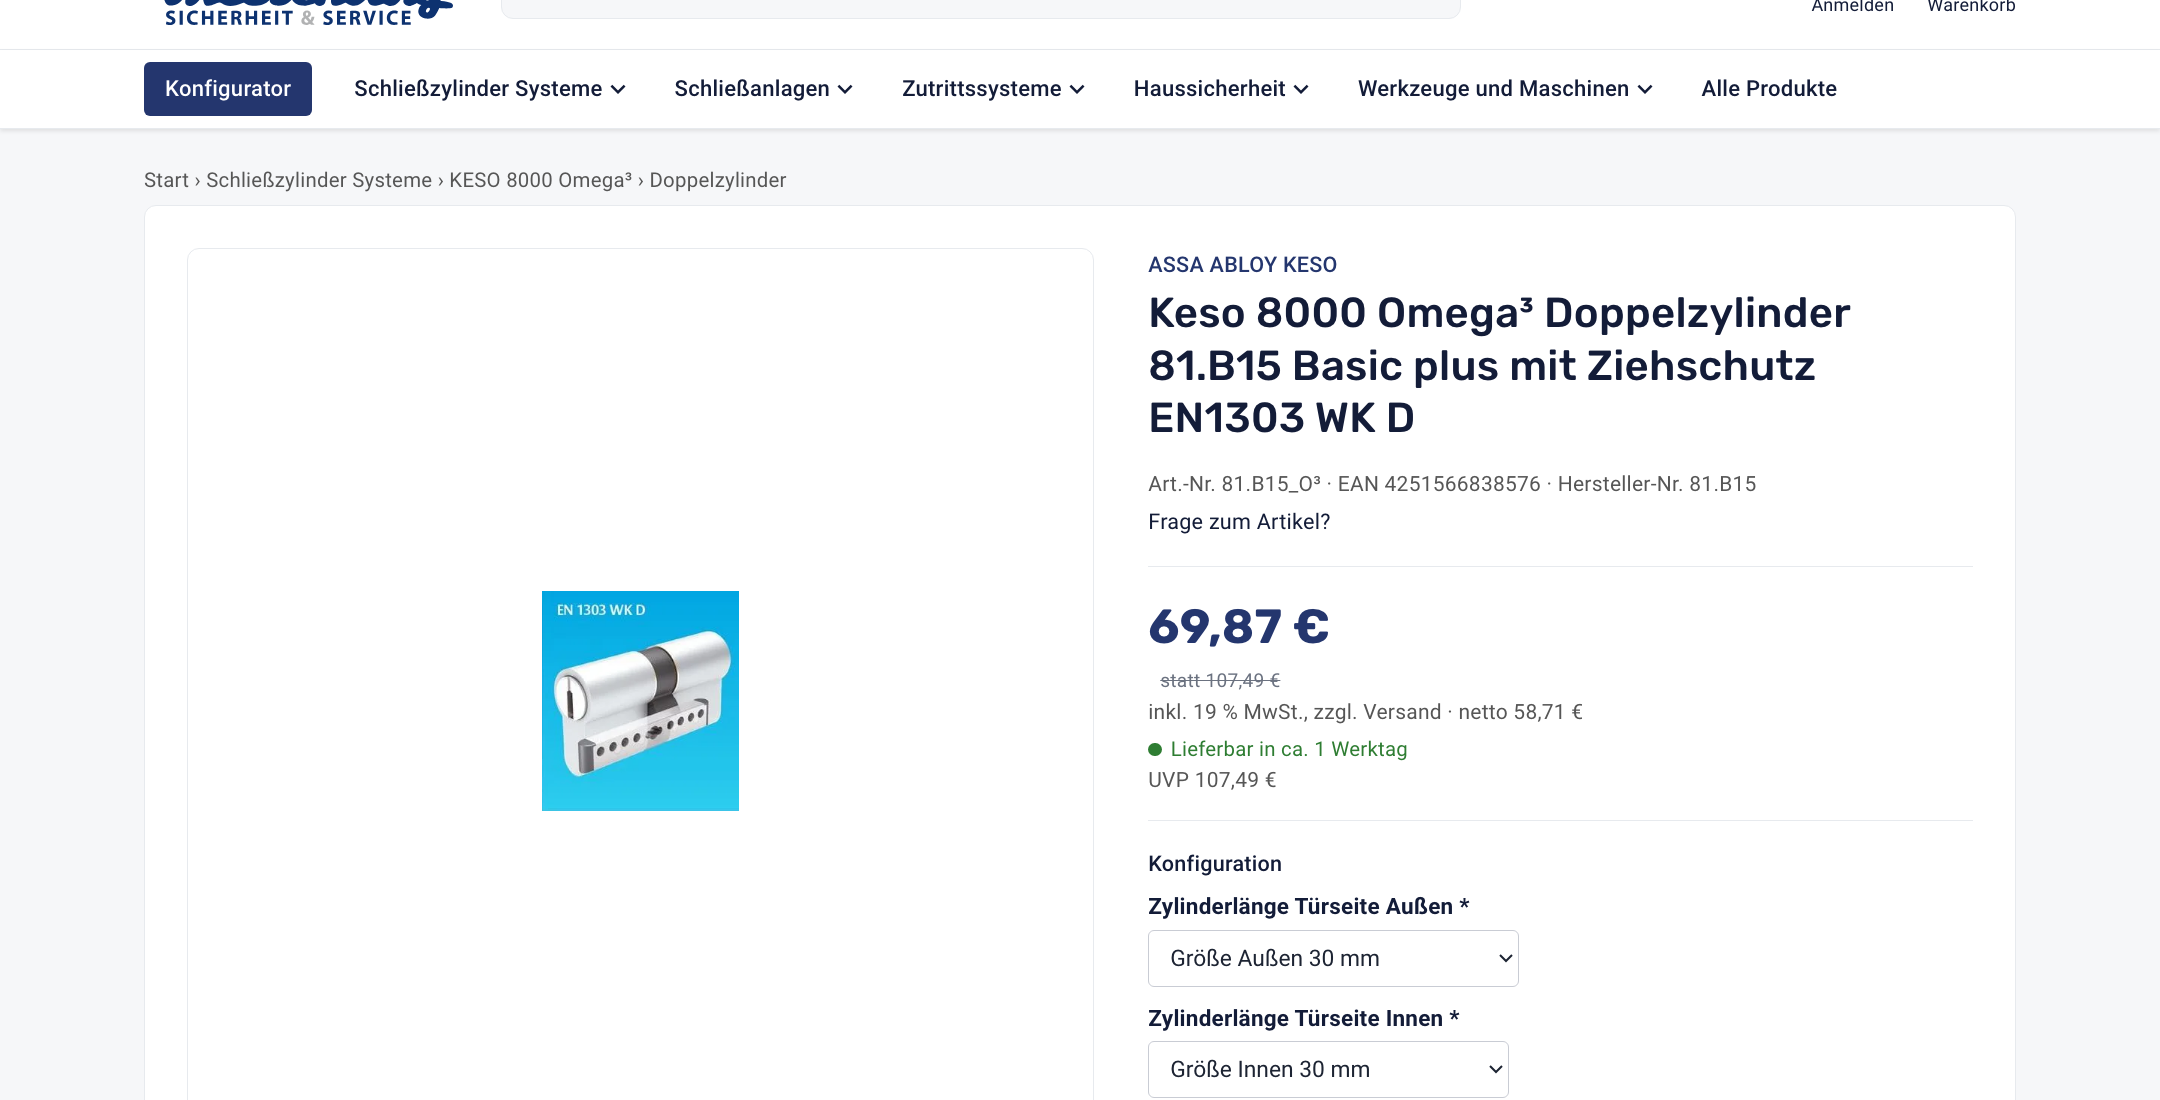 SICHERHEIT & SERVICE
Anmelden
Warenkorb
Konfigurator
Schließzylinder Systeme
Schließanlagen
Zutrittssysteme
Haussicherheit
Werkzeuge und Maschinen
Alle Produkte
Start › Schließzylinder Systeme › KESO 8000 Omega³ › Doppelzylinder
EN 1303 WK D
ASSA ABLOY KESO
Keso 8000 Omega³ Doppelzylinder
81.B15 Basic plus mit Ziehschutz
EN1303 WK D
Art.-Nr. 81.B15_O³ · EAN 4251566838576 · Hersteller-Nr. 81.B15
Frage zum Artikel?
69,87 €
statt 107,49 €
inkl. 19 % MwSt., zzgl. Versand · netto 58,71 €
Lieferbar in ca. 1 Werktag
UVP 107,49 €
Konfiguration
Zylinderlänge Türseite Außen *
Größe Außen 30 mm
Zylinderlänge Türseite Innen *
Größe Innen 30 mm